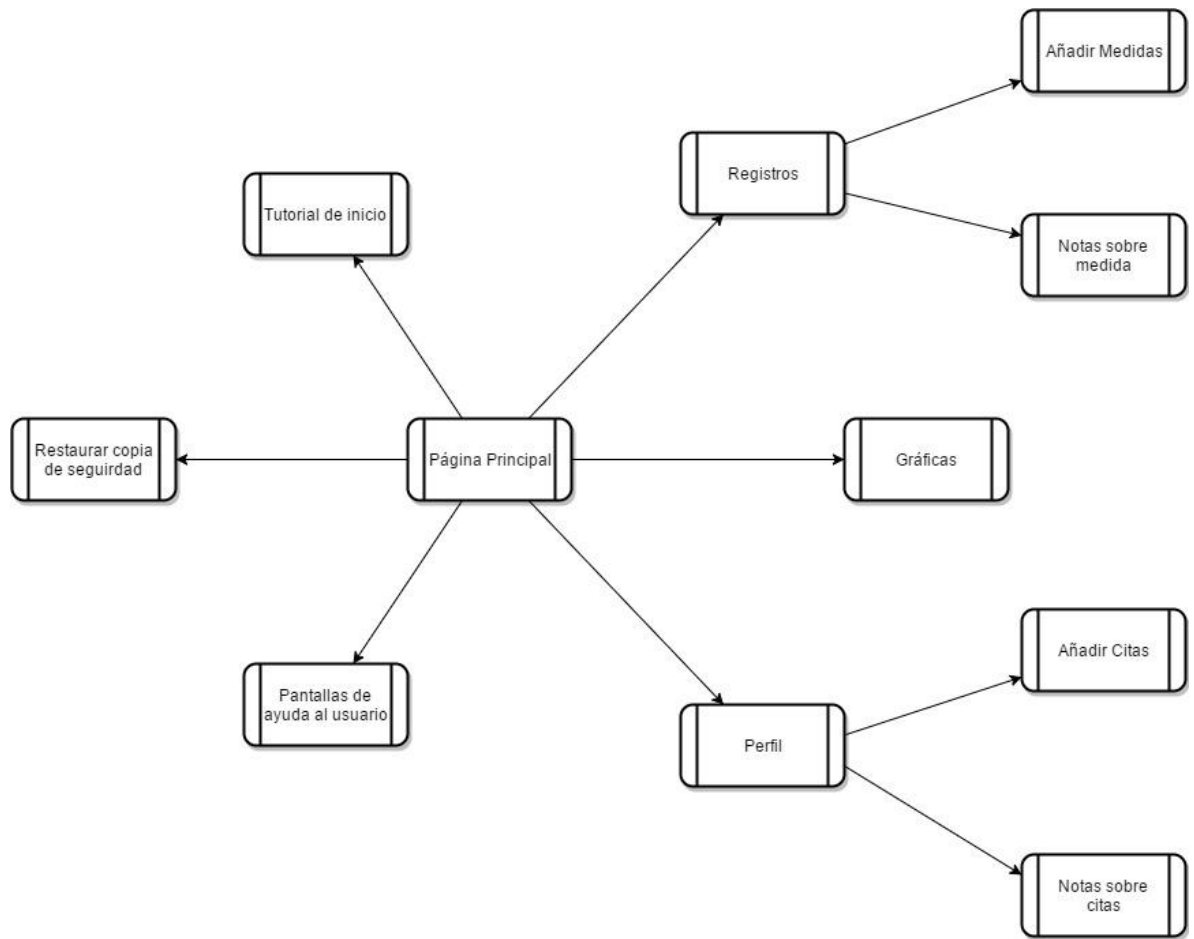 Añadir Medidas
Registros
Tutorial de inicio
Notas sobre
medida
Restaurar copia
de seguirdad
Página Principal
Gráficas
Añadir Citas
Pantallas de
ayuda al usuario
Perfil
Notas sobre
citas